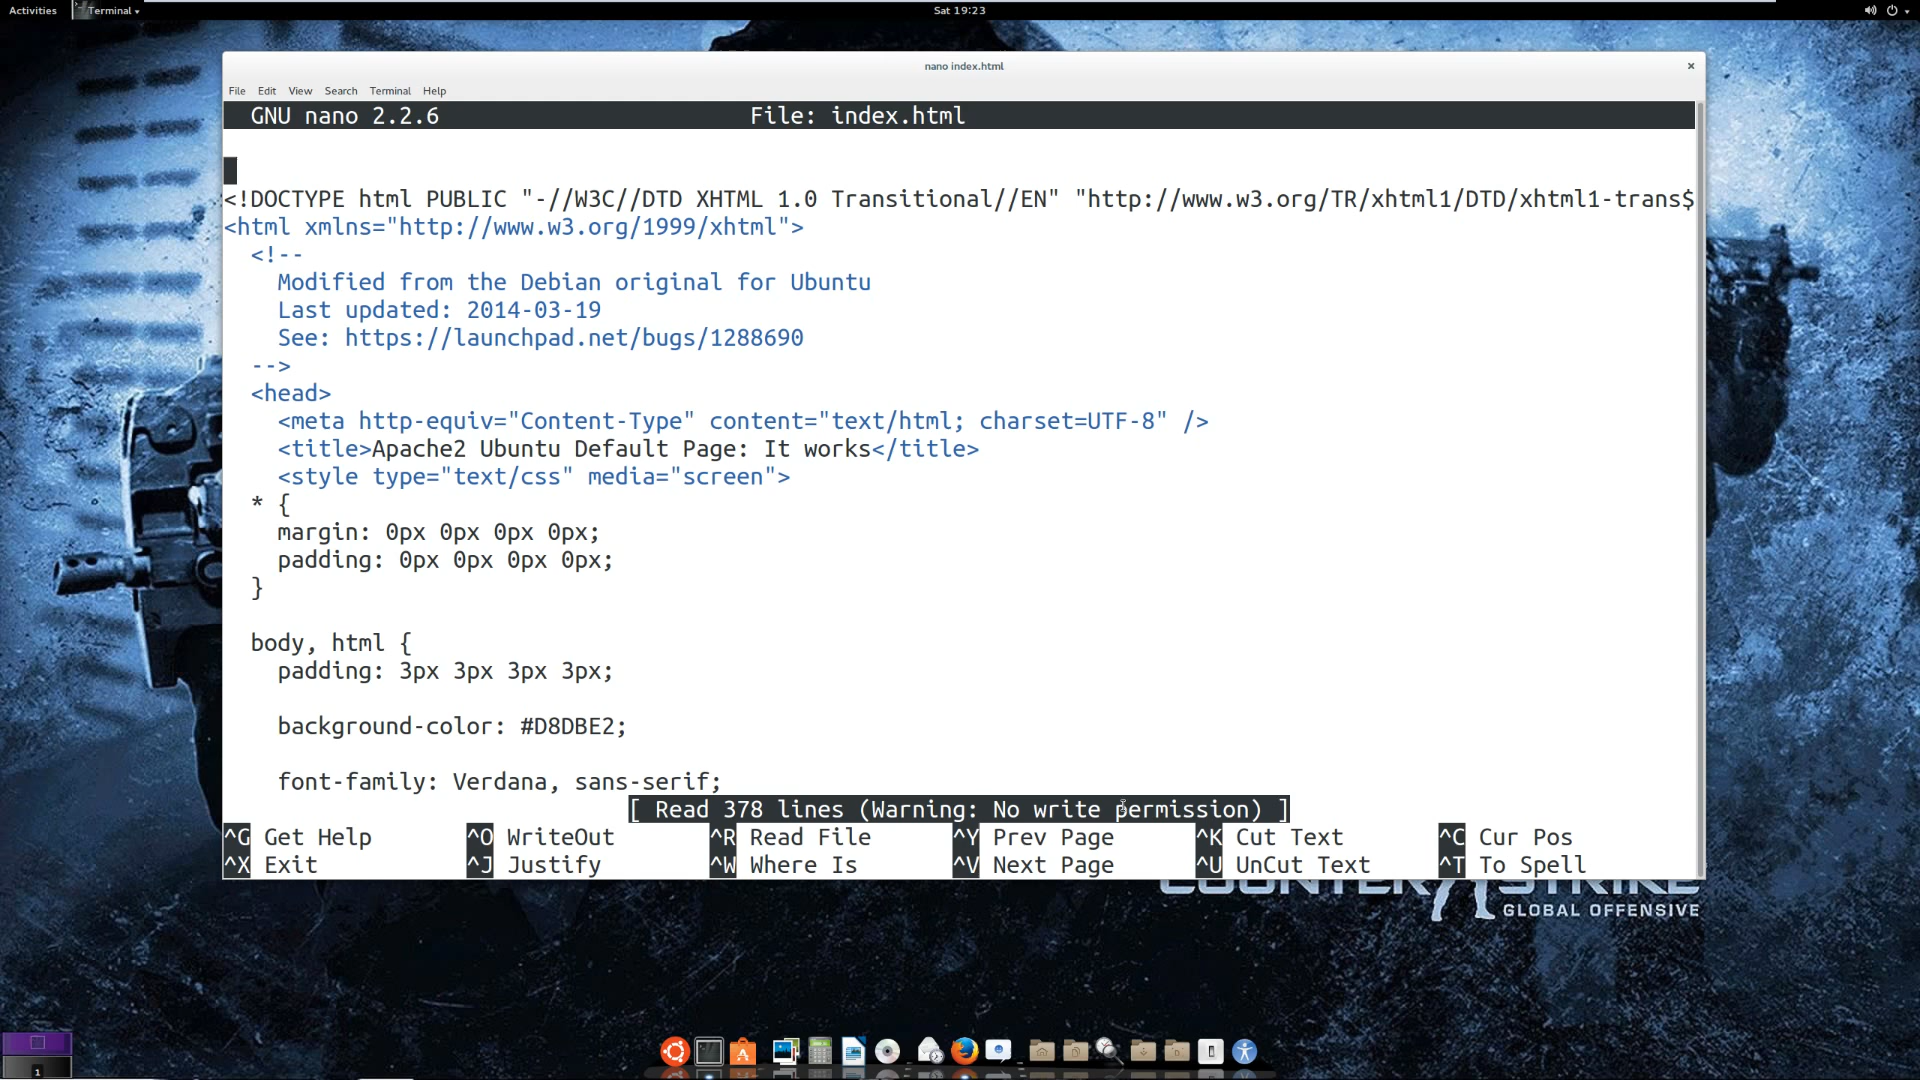 Activities Terminal Sat 19:23
nano index.html
File Edit View Search Terminal Help
GNU nano 2.2.6 File: index.html
<!DOCTYPE html PUBLIC "-//W3C//DTD XHTML 1.0 Transitional//EN" "http://www.w3.org/TR/xhtml1/DTD/xhtml1-trans$
<html xmlns="http://www.w3.org/1999/xhtml">
<!--
Modified from the Debian original for Ubuntu
Last updated: 2014-03-19
See: https://launchpad.net/bugs/1288690
-->
<head>
<meta http-equiv="Content-Type" content="text/html; charset=UTF-8" />
<title>Apache2 Ubuntu Default Page: It works</title>
<style type="text/css" media="screen">
* {
margin: 0px 0px 0px 0px;
padding: 0px 0px 0px 0px;
}
body, html {
padding: 3px 3px 3px 3px;
background-color: #D8DBE2;
font-family: Verdana, sans-serif;
[ Read 378 lines (Warning: No write permission) ]
^G Get Help ^O WriteOut ^R Read File ^Y Prev Page ^K Cut Text ^C Cur Pos
^X Exit ^J Justify ^W Where Is ^V Next Page ^U UnCut Text ^T To Spell
COUNTER STRIKE
GLOBAL OFFENSIVE
1